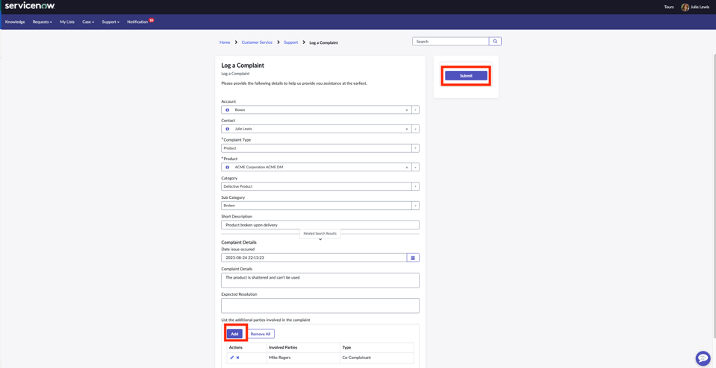 servicenow
Tours
Julie Lewis
Knowledge
Requests
My Lists
Case
Support
Notification
Home > Customer Service > Support > Log a Complaint
Search
Log a Complaint
Log a Complaint
Please provide the following details to help us provide you assistance at the earliest.
Submit
Account
Boxeo
Contact
Julie Lewis
*Complaint Type
Product
*Product
ACME Corporation ACME DM
Category
Defective Product
Sub Category
Broken
Short Description
Product broken upon delivery
Related Search Results
Complaint Details
Date issue occured
2023-08-24 22:13:23
Complaint Details
The product is shattered and can't be used
Expected Resolution
List the additional parties involved in the complaint
Add
Remove All
Actions
Involved Parties
Type
Mike Rogers
Co-Complainant